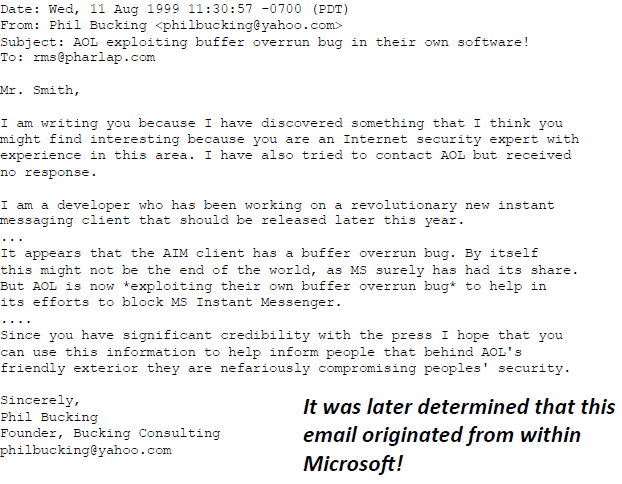 Date: Wed, 11 Aug 1999 11:30:57 -0700 (PDT)
From: Phil Bucking <philbucking@yahoo.com>
Subject: AOL exploiting buffer overrun bug in their own software!
To: rms@pharlap.com
Mr. Smith,
I am writing you because I have discovered something that I think you
might find interesting because you are an Internet security expert with
experience in this area. I have also tried to contact AOL but received
no response.
I am a developer who has been working on a revolutionary new instant
messaging client that should be released later this year.
...
It appears that the AIM client has a buffer overrun bug. By itself
this might not be the end of the world, as MS surely has had its share.
But AOL is now *exploiting their own buffer overrun bug* to help in
its efforts to block MS Instant Messenger.
....
Since you have significant credibility with the press I hope that you
can use this information to help inform people that behind AOL's
friendly exterior they are nefariously compromising peoples' security.
Sincerely,
Phil Bucking
Founder, Bucking Consulting
philbucking@yahoo.com
It was later determined that this
email originated from within
Microsoft!